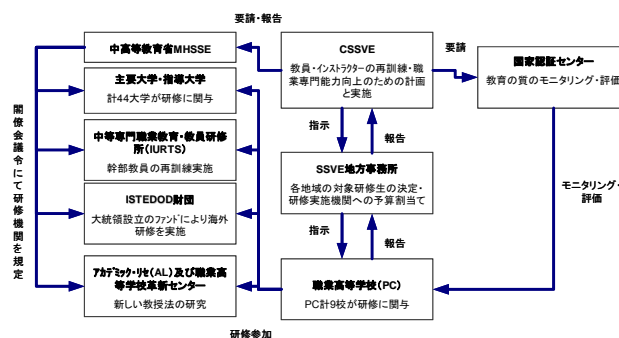 要請・報告
中高等教育省MHSSE
主要大学・指導大学
計44大学が研修に関与
中等専門職業教育・教員研修
所(IURTS)
幹部教員の再訓練実施
ISTEDOD財団
大統領設立のファンドにより海外
研修を実施
アカデミック・リセ(AL)及び職業高
等学校革新センター
新しい教授法の研究
閣僚会議令にて研修機関を規定
CSSVE
教員・インストラクターの再訓練・職
業専門能力向上のための計画
と実施
指示
報告
SSVE地方事務所
各地域の対象研修生の決定・
研修実施機関への予算割当て
指示
報告
職業高等学校(PC)
PC計9校が研修に関与
研修参加
要請
国家認証センター
教育の質のモニタリング・評価
モニタリング・
評価